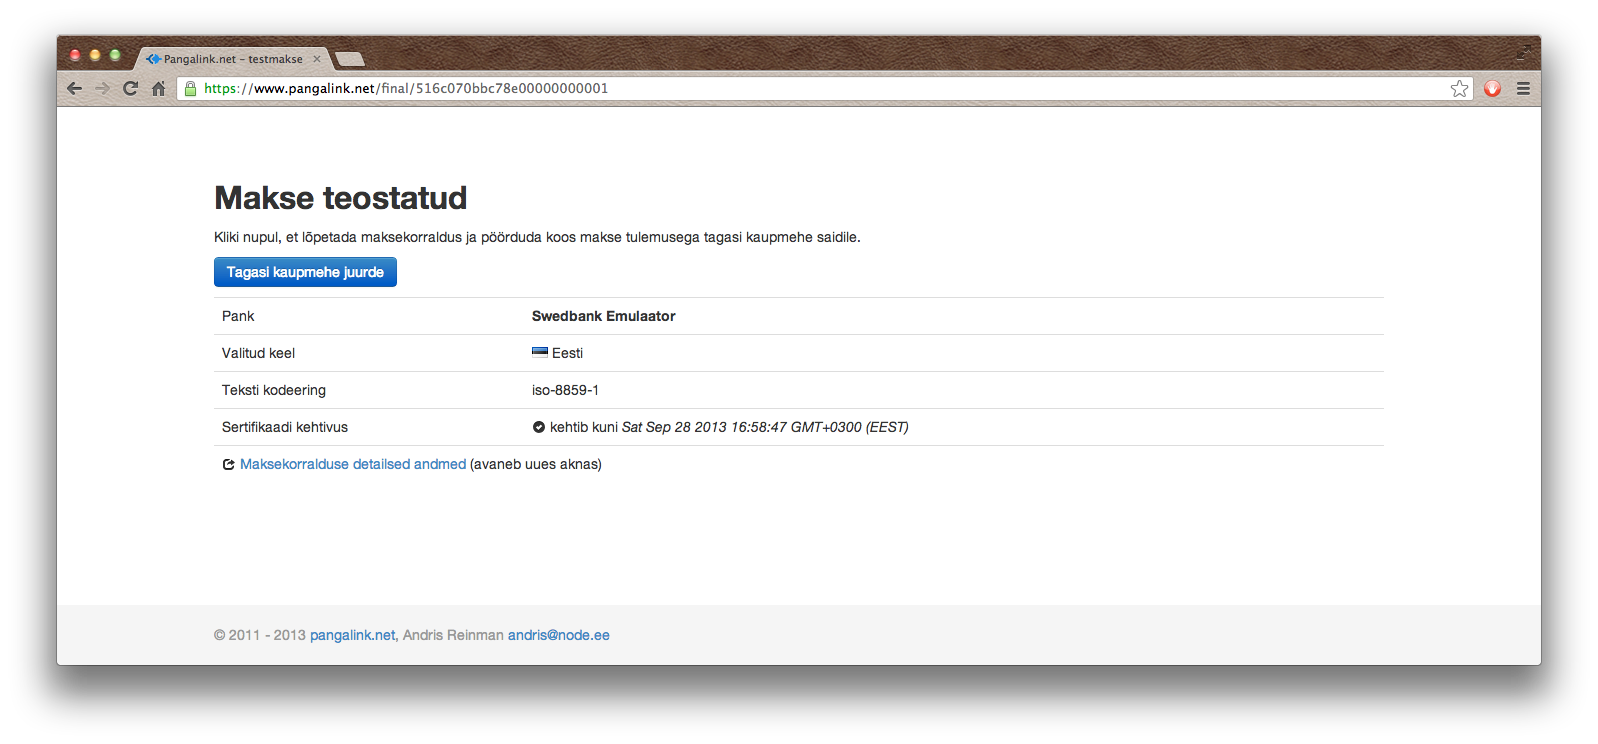 Pangalink.net – testmakse
https://www.pangalink.net/final/516c070bbc78e00000000001
Makse teostatud
Kliki nupul, et lõpetada maksekorraldus ja pöörduda koos makse tulemusega tagasi kaupmehe saidile.
Tagasi kaupmehe juurde
Pank Swedbank Emulaator
Valitud keel Eesti
Teksti kodeering iso-8859-1
Sertifikaadi kehtivus kehtib kuni Sat Sep 28 2013 16:58:47 GMT+0300 (EEST)
Maksekorralduse detailsed andmed (avaneb uues aknas)
© 2011 - 2013 pangalink.net, Andris Reinman andris@node.ee